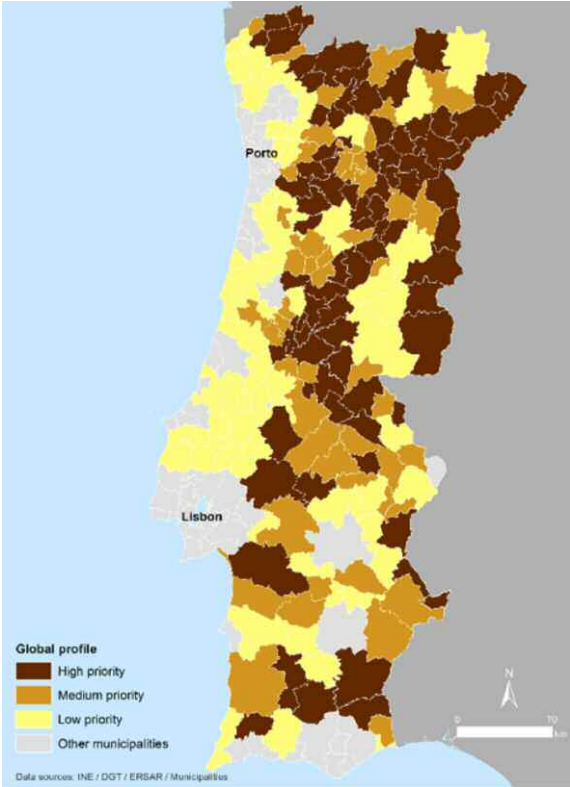 Porto
Lisbon
Global profile
High priority
Medium priority
Low priority
Other municipalities
N
0 70
km
Data sources: INE / DGT / ERSAR / Municipalities